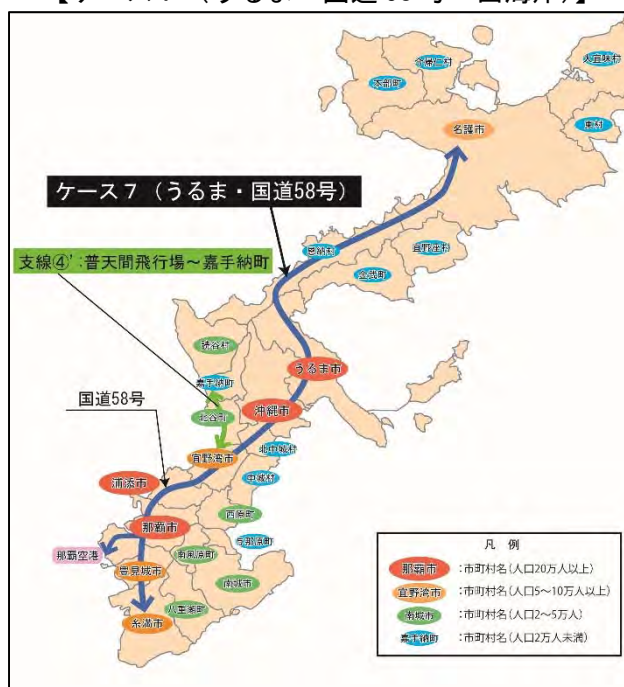 今帰仁村
本部町
大宜味村
東村
名護市
ケース7（うるま・国道58号）
恩納村
宜野座村
金武町
支線④’:普天間飛行場～嘉手納町
読谷村
うるま市
嘉手納町
国道58号
北谷町
沖縄市
北中城村
宜野湾市
中城村
浦添市
西原町
那覇市
与那原町
那覇空港
南風原町
豊見城市
南城市
八重瀬町
糸満市
凡 例
那覇市 :市町村名(人口20万人以上)
宜野湾市 :市町村名(人口5～10万人以上)
南城市 :市町村名(人口2～5万人)
嘉手納町 :市町村名(人口2万人未満)